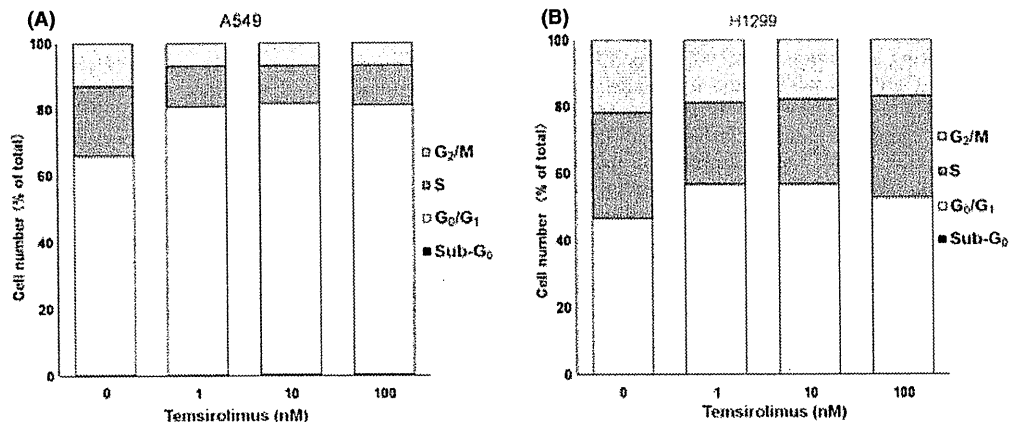 (A)
A549
100
80
60
40
20
0
Cell number (% of total)
0 1 10 100
Temsirolimus (nM)
G₂/M
S
G₀/G₁
Sub-G₀
(B)
H1299
100
80
60
40
20
0
Cell number (% of total)
0 1 10 100
Temsirolimus (nM)
G₂/M
S
G₀/G₁
Sub-G₀